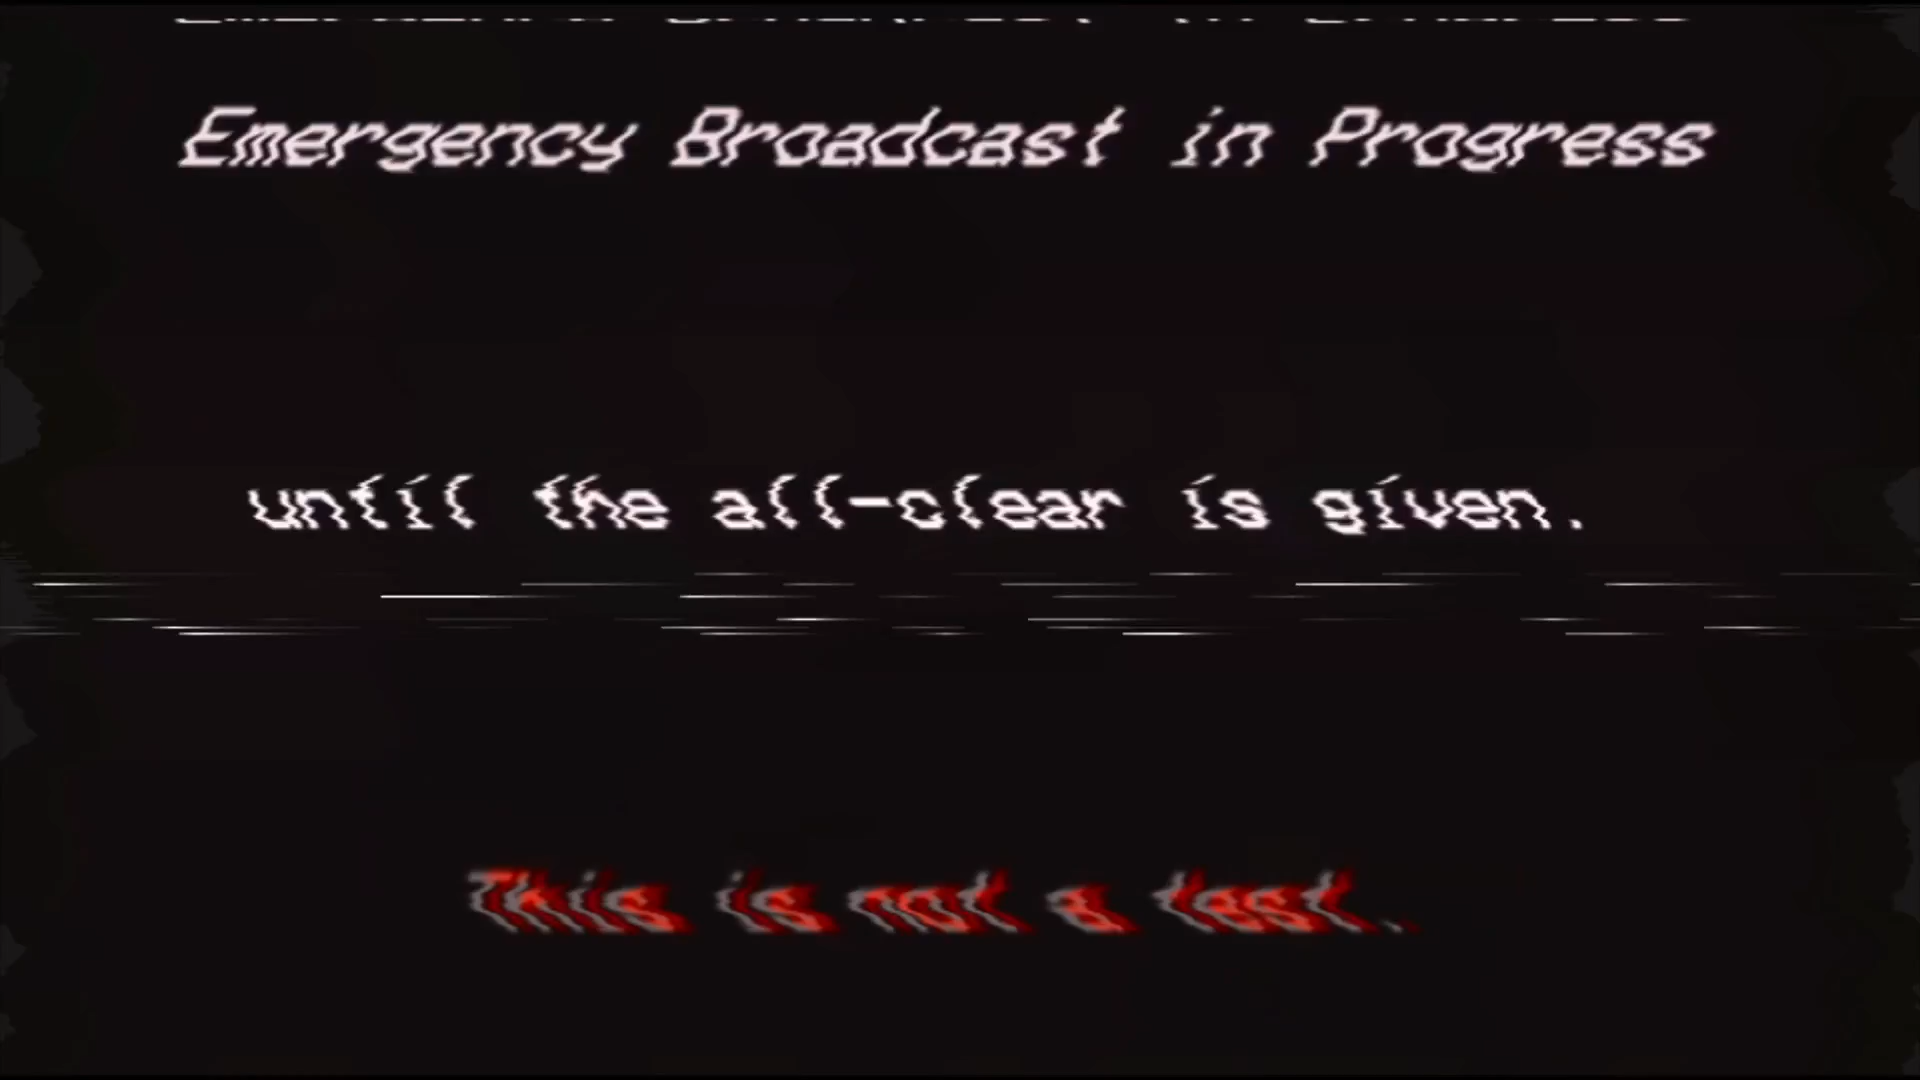 Emergency Broadcast in Progress
until the all-clear is given.
This is not a test.